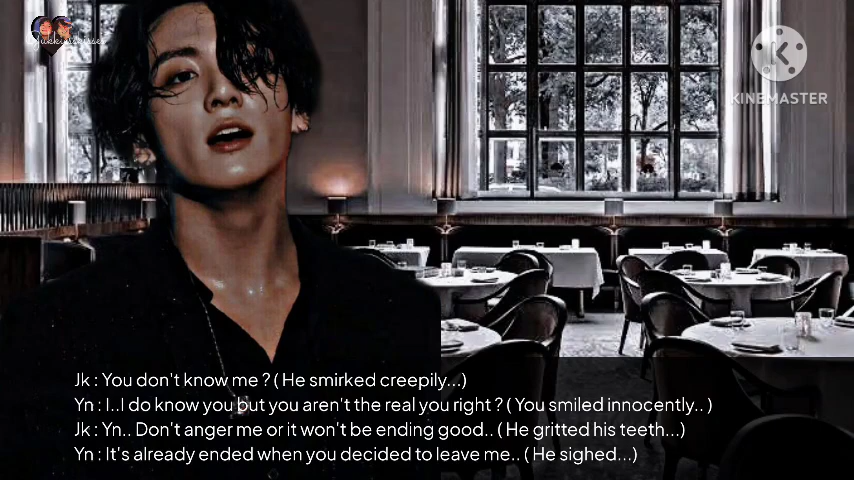 KINEMASTER
Jk : You don't know me ? ( He smirked creepily...)
Yn : I..I do know you but you aren't the real you right ? ( You smiled innocently.. )
Jk : Yn.. Don't anger me or it won't be ending good.. ( He gritted his teeth...)
Yn : It's already ended when you decided to leave me.. ( He sighed...)